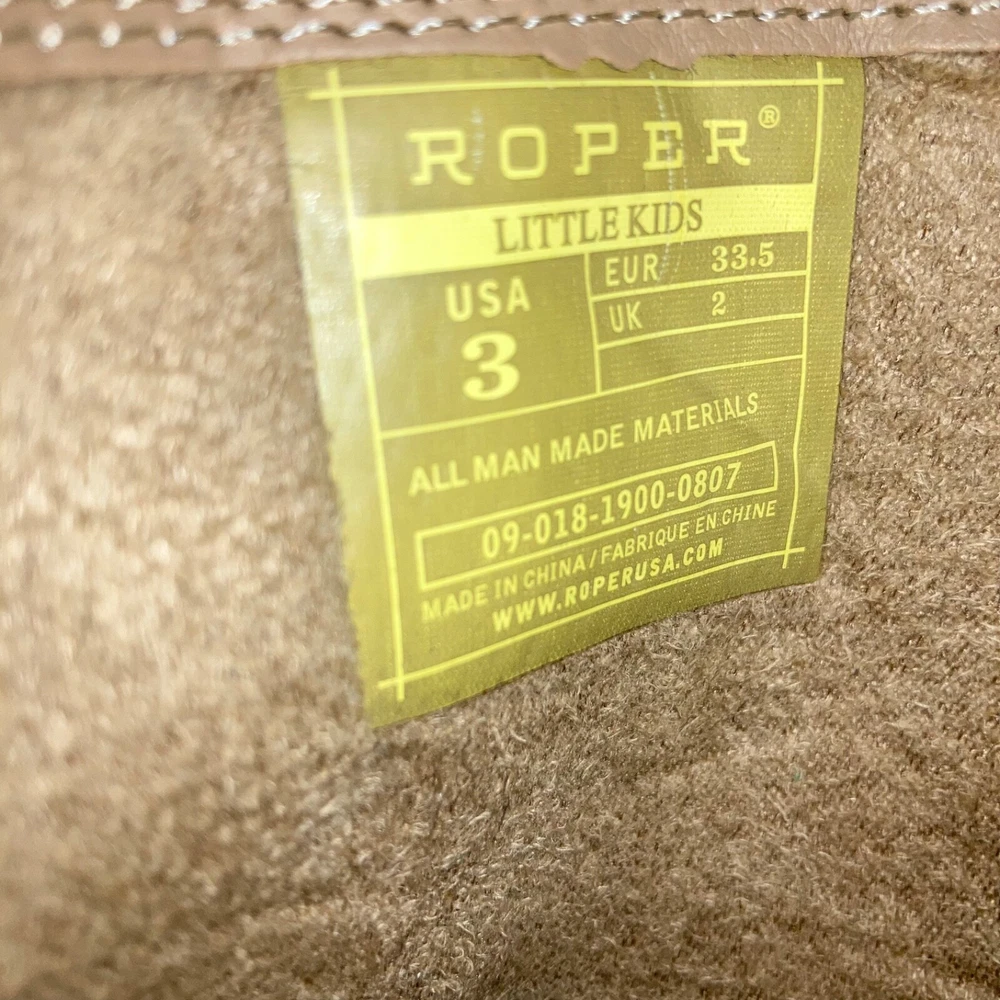 ROPER®
LITTLE KIDS
USA
3
EUR 33.5
UK 2
ALL MAN MADE MATERIALS
09-018-1900-0807
MADE IN CHINA / FABRIQUE EN CHINE
WWW.ROPERUSA.COM